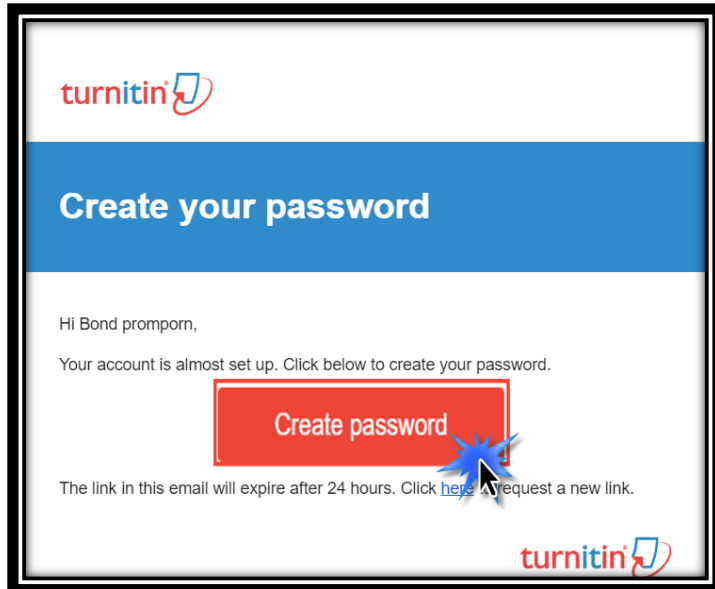 turnitin
Create your password
Hi Bond promporn,
Your account is almost set up. Click below to create your password.
Create password
The link in this email will expire after 24 hours. Click here to request a new link.
turnitin